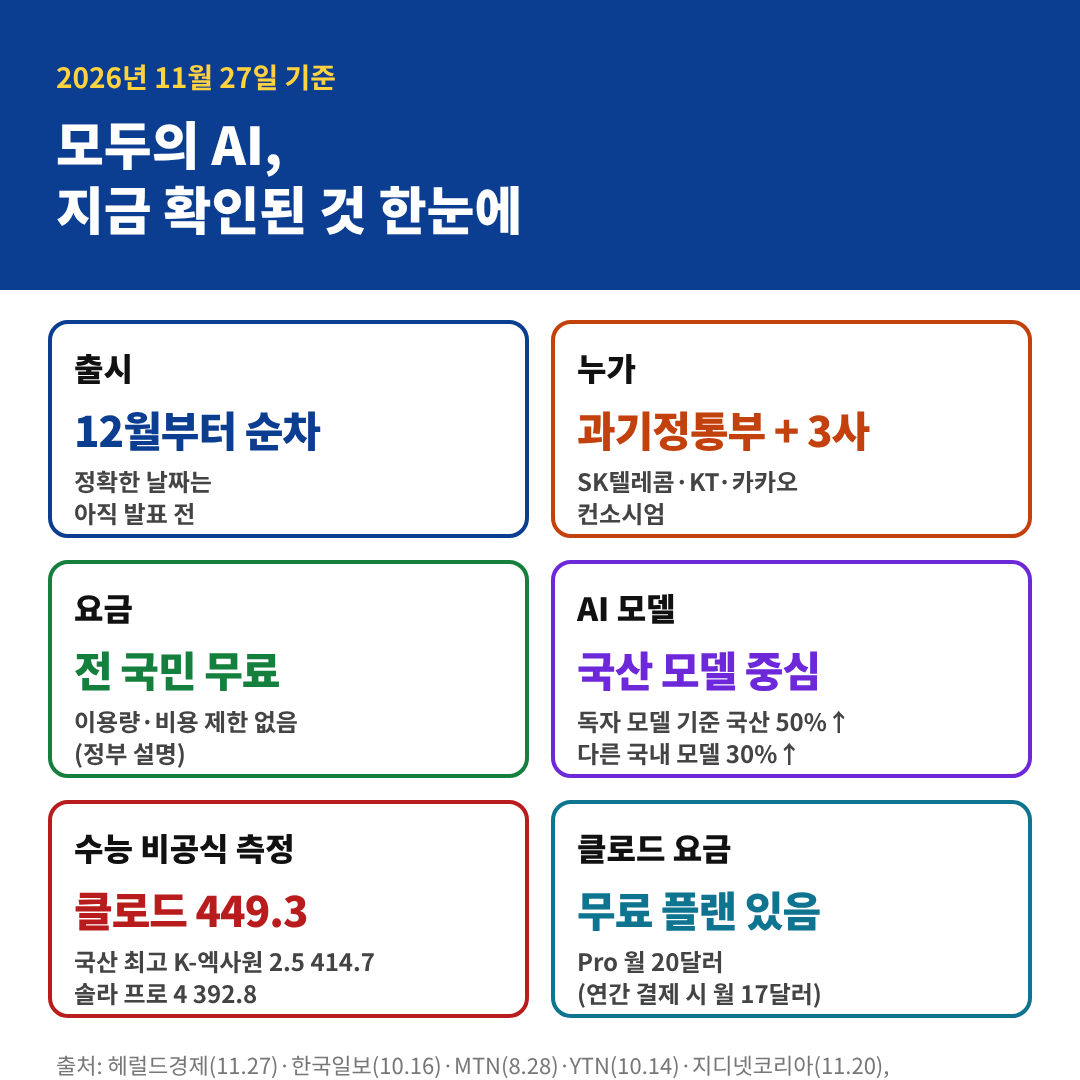 2026년 11월 27일 기준
모두의 AI,
지금 확인된 것 한눈에
출시
12월부터 순차
정확한 날짜는
아직 발표 전
누가
과기정통부 + 3사
SK텔레콤·KT·카카오
컨소시엄
요금
전 국민 무료
이용량·비용 제한 없음
(정부 설명)
AI 모델
국산 모델 중심
독자 모델 기준 국산 50%↑
다른 국내 모델 30%↑
수능 비공식 측정
클로드 449.3
국산 최고 K-엑사원 2.5 414.7
솔라 프로 4 392.8
클로드 요금
무료 플랜 있음
Pro 월 20달러
(연간 결제 시 월 17달러)
출처: 헤럴드경제(11.27)·한국일보(10.16)·MTN(8.28)·YTN(10.14)·지디넷코리아(11.20),